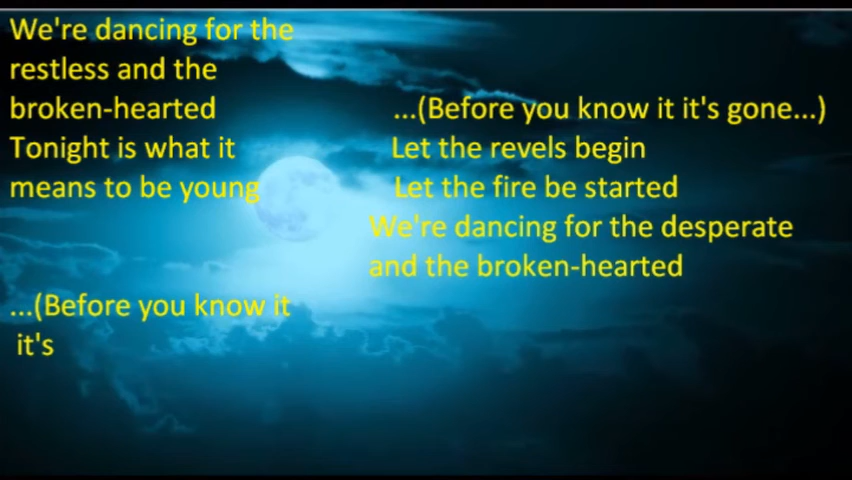 We're dancing for the
restless and the
broken-hearted
Tonight is what it
means to be young
...(Before you know it
it's
...(Before you know it it's gone...)
Let the revels begin
Let the fire be started
We're dancing for the desperate
and the broken-hearted